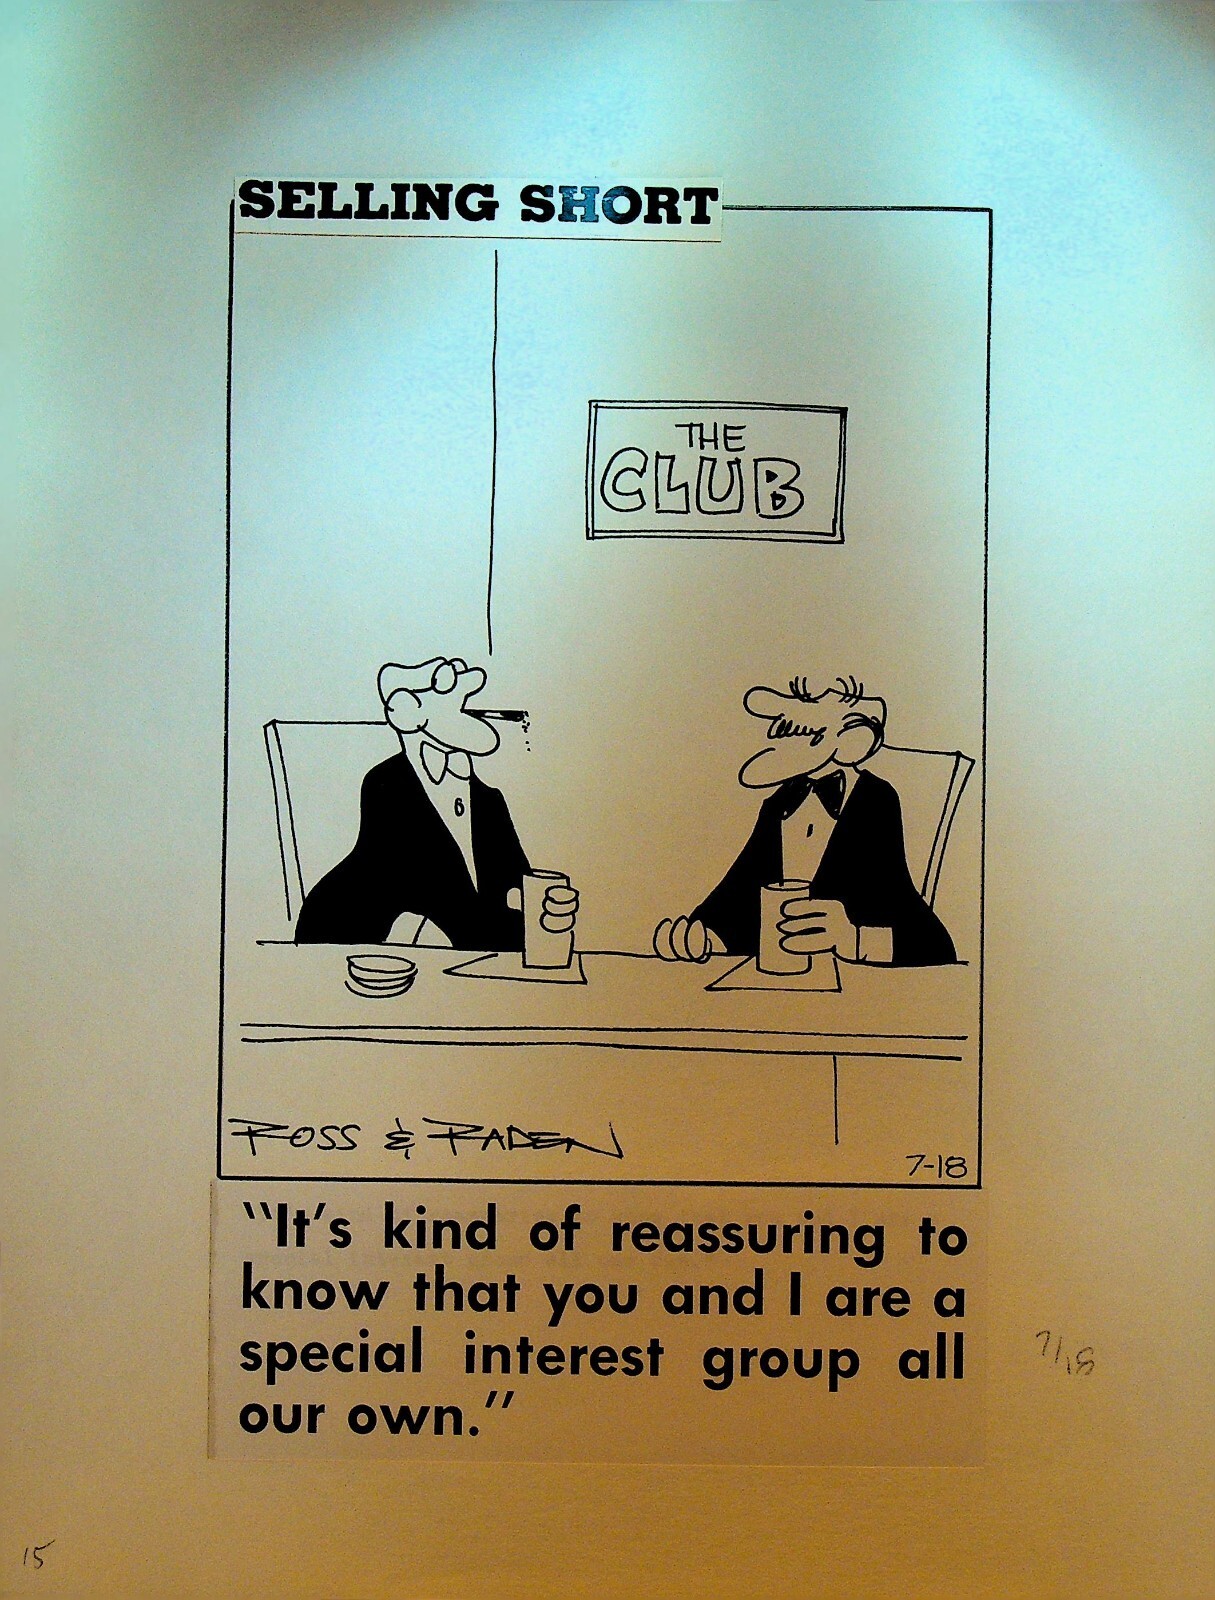 SELLING SHORT
THE
CLUB
ROSS & RADEN
7-18
"It's kind of reassuring to
know that you and I are a
special interest group all
our own."
7/18
15